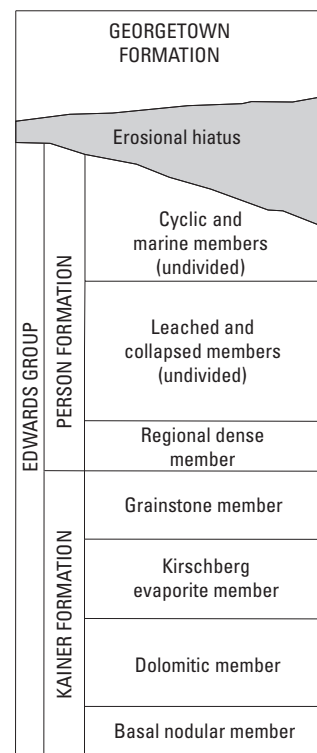 GEORGETOWN
FORMATION
Erosional hiatus
EDWARDS GROUP
PERSON FORMATION
Cyclic and
marine members
(undivided)
Leached and
collapsed members
(undivided)
Regional dense
member
KAINER FORMATION
Grainstone member
Kirschberg
evaporite member
Dolomitic member
Basal nodular member